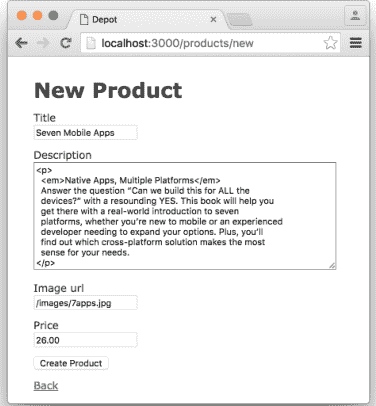 Depot
localhost:3000/products/new
New Product
Title
Seven Mobile Apps
Description
<p>
<em>Native Apps, Multiple Platforms</em>
Answer the question “Can we build this for ALL the
devices?” with a resounding YES. This book will help you
get there with a real-world introduction to seven
platforms, whether you're new to mobile or an experienced
developer needing to expand your options. Plus, you'll
find out which cross-platform solution makes the most
sense for your needs.
</p>
Image url
/images/7apps.jpg
Price
26.00
Create Product
Back